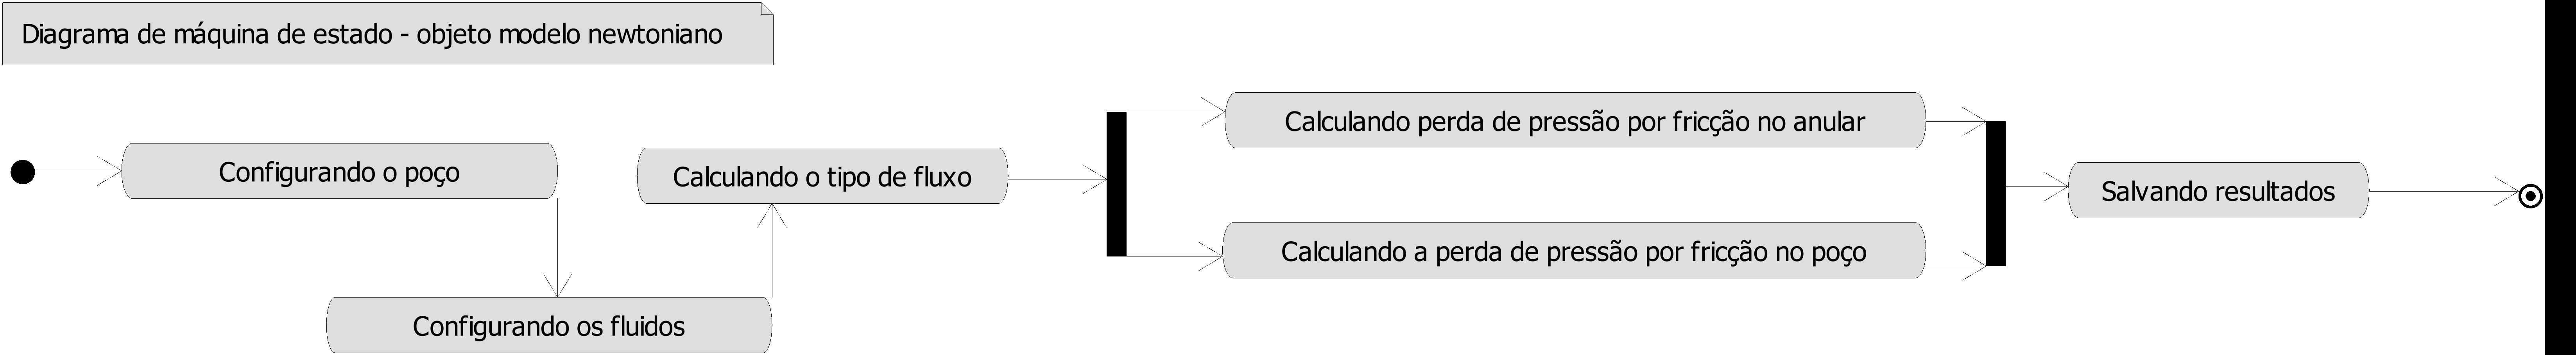 Diagrama de máquina de estado - objeto modelo newtoniano
Configurando o poço
Configurando os fluidos
Calculando o tipo de fluxo
Calculando perda de pressão por fricção no anular
Calculando a perda de pressão por fricção no poço
Salvando resultados